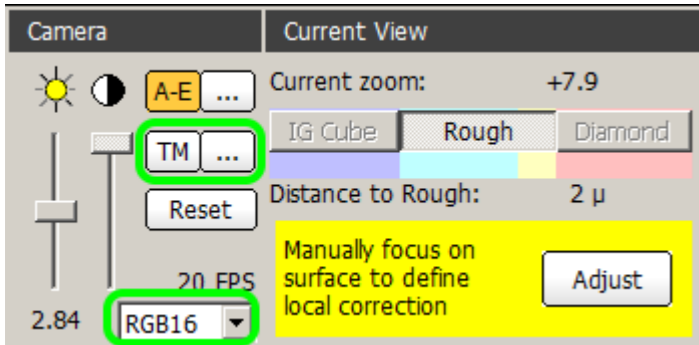 Camera
Current View
A-E ...
Current zoom: +7.9
IG Cube Rough Diamond
TM ...
Distance to Rough: 2 µ
Reset
Manually focus on
surface to define
local correction
Adjust
20 FPS
2.84 RGB16